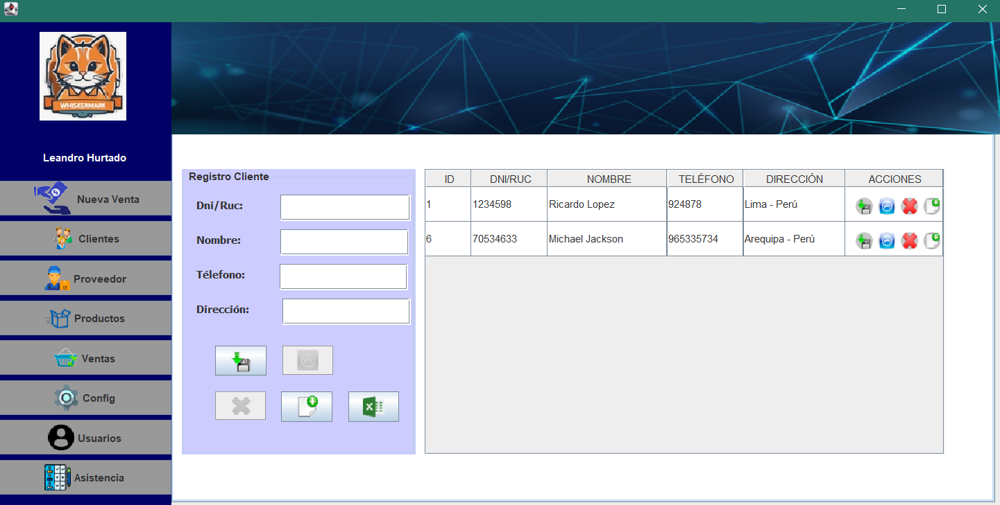 WHISKERMARK
Leandro Hurtado
Nueva Venta
Clientes
Proveedor
Productos
Ventas
Config
Usuarios
Asistencia
Registro Cliente
Dni/Ruc:
Nombre:
Télefono:
Dirección:
ID DNI/RUC NOMBRE TELÉFONO DIRECCIÓN ACCIONES
1 1234598 Ricardo Lopez 924878 Lima - Perú
6 70534633 Michael Jackson 965335734 Arequipa - Perú